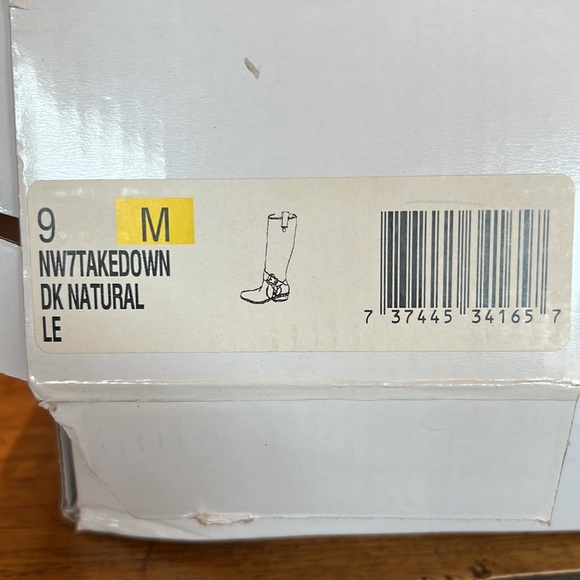 9 M
NW7TAKEDOWN
DK NATURAL
LE
7 37445 34165 7